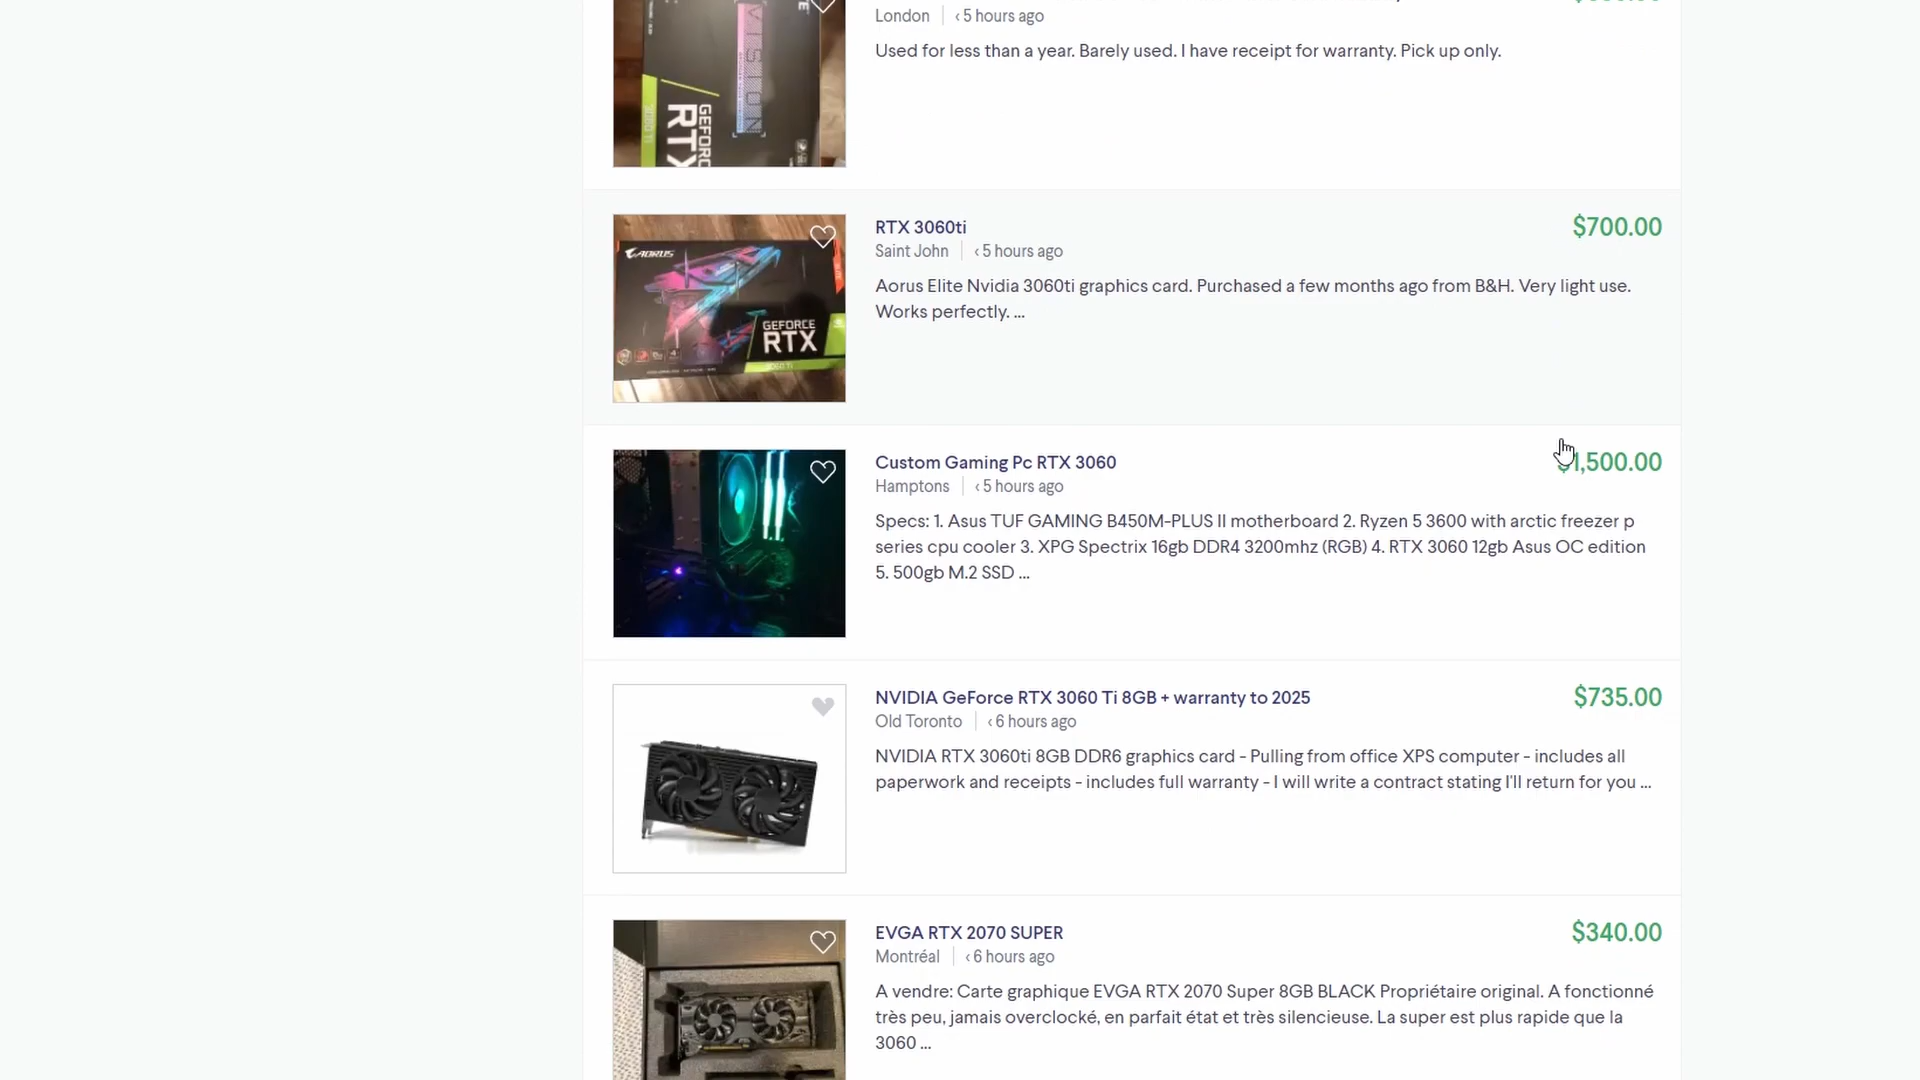 London < 5 hours ago
Used for less than a year. Barely used. I have receipt for warranty. Pick up only.
VISION
GEFORC
RTX
3060 Ti
RTX 3060ti
$700.00
Saint John < 5 hours ago
Aorus Elite Nvidia 3060ti graphics card. Purchased a few months ago from B&H. Very light use.
Works perfectly. ...
AORUS
GEFORCE
RTX
3060 Ti
Custom Gaming Pc RTX 3060
$1,500.00
Hamptons < 5 hours ago
Specs: 1. Asus TUF GAMING B450M-PLUS II motherboard 2. Ryzen 5 3600 with arctic freezer p
series cpu cooler 3. XPG Spectrix 16gb DDR4 3200mhz (RGB) 4. RTX 3060 12gb Asus OC edition
5. 500gb M.2 SSD ...
NVIDIA GeForce RTX 3060 Ti 8GB + warranty to 2025
$735.00
Old Toronto < 6 hours ago
NVIDIA RTX 3060ti 8GB DDR6 graphics card - Pulling from office XPS computer - includes all
paperwork and receipts - includes full warranty - I will write a contract stating I'll return for you ...
EVGA RTX 2070 SUPER
$340.00
Montréal < 6 hours ago
A vendre: Carte graphique EVGA RTX 2070 Super 8GB BLACK Propriétaire original. A fonctionné
très peu, jamais overclocké, en parfait état et très silencieuse. La super est plus rapide que la
3060 ...